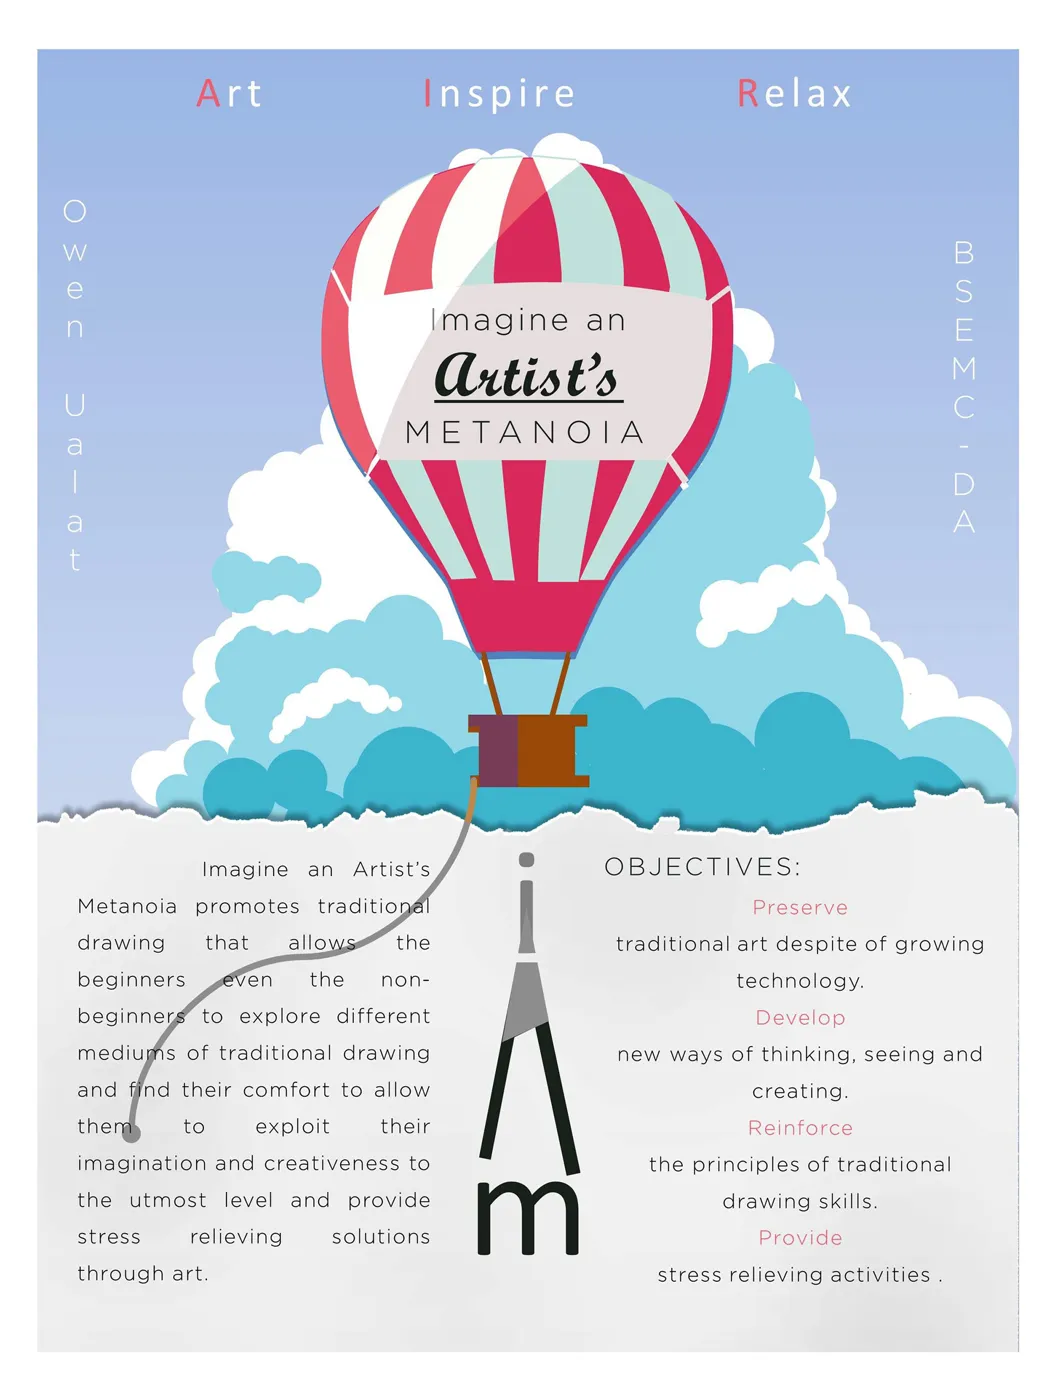 Art Inspire Relax
Owen Ualat
BSEMC-DA
Imagine an
Artist's
METANOIA
Imagine an Artist's
Metanoia promotes traditional
drawing that allows the
beginners even the non-
beginners to explore different
mediums of traditional drawing
and find their comfort to allow
them to exploit their
imagination and creativeness to
the utmost level and provide
stress relieving solutions
through art.
iAm
OBJECTIVES:
Preserve
traditional art despite of growing
technology.
Develop
new ways of thinking, seeing and
creating.
Reinforce
the principles of traditional
drawing skills.
Provide
stress relieving activities .